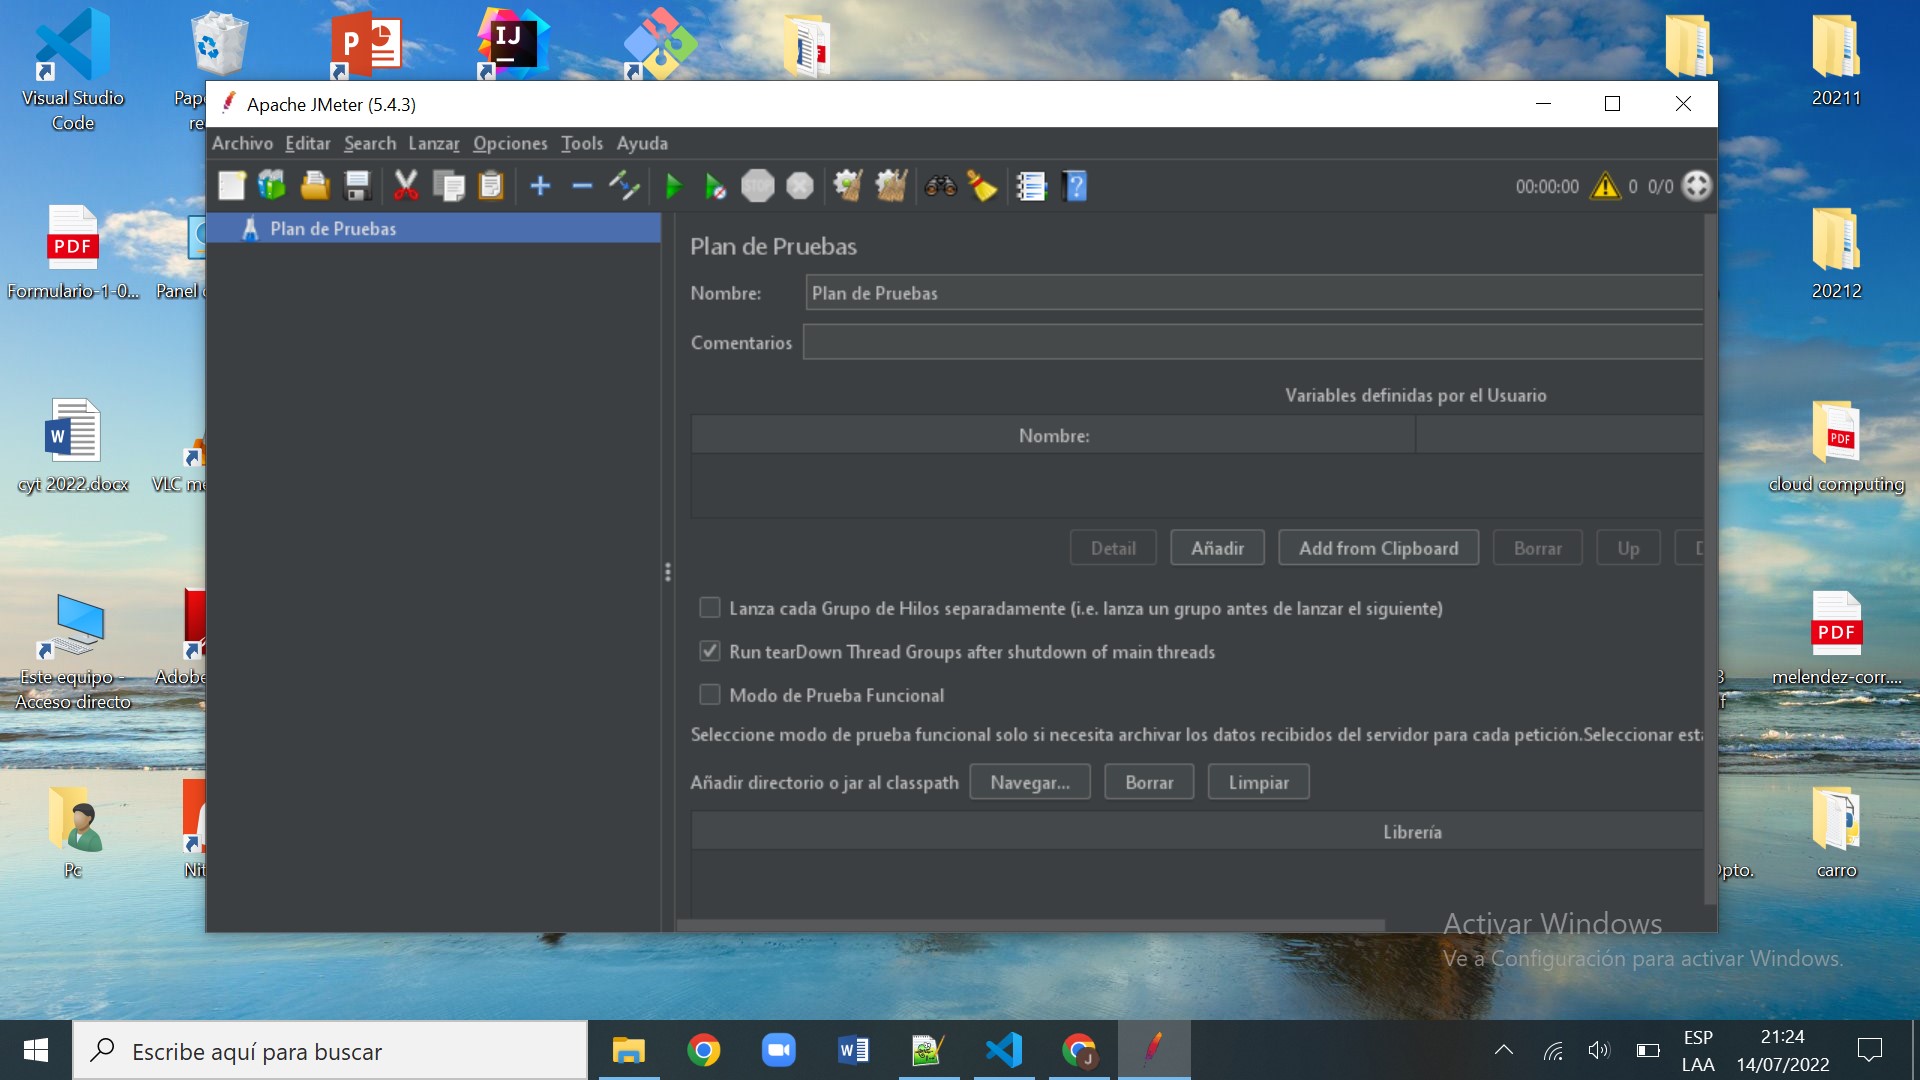 Visual Studio
Code
20211
Apache JMeter (5.4.3)
Archivo Editar Search Lanzar Opciones Tools Ayuda
STOP
00:00:00 0 0/0
Plan de Pruebas
Plan de Pruebas
Nombre: Plan de Pruebas
Comentarios
Variables definidas por el Usuario
Nombre:
Detail Añadir Add from Clipboard Borrar Up
Lanza cada Grupo de Hilos separadamente (i.e. lanza un grupo antes de lanzar el siguiente)
Run tearDown Thread Groups after shutdown of main threads
Modo de Prueba Funcional
Seleccione modo de prueba funcional solo si necesita archivar los datos recibidos del servidor para cada petición.Seleccionar est
Añadir directorio o jar al classpath Navegar... Borrar Limpiar
Librería
PDF
Formulario-1-0...
Panel
20212
cyt 2022.docx
VLC
PDF
cloud computing
Este equipo -
Acceso directo
Adobe
PDF
melendez-corr....
Pc
Nit
Opto.
carro
Activar Windows
Ve a Configuración para activar Windows.
Escribe aquí para buscar
ESP
LAA
21:24
14/07/2022